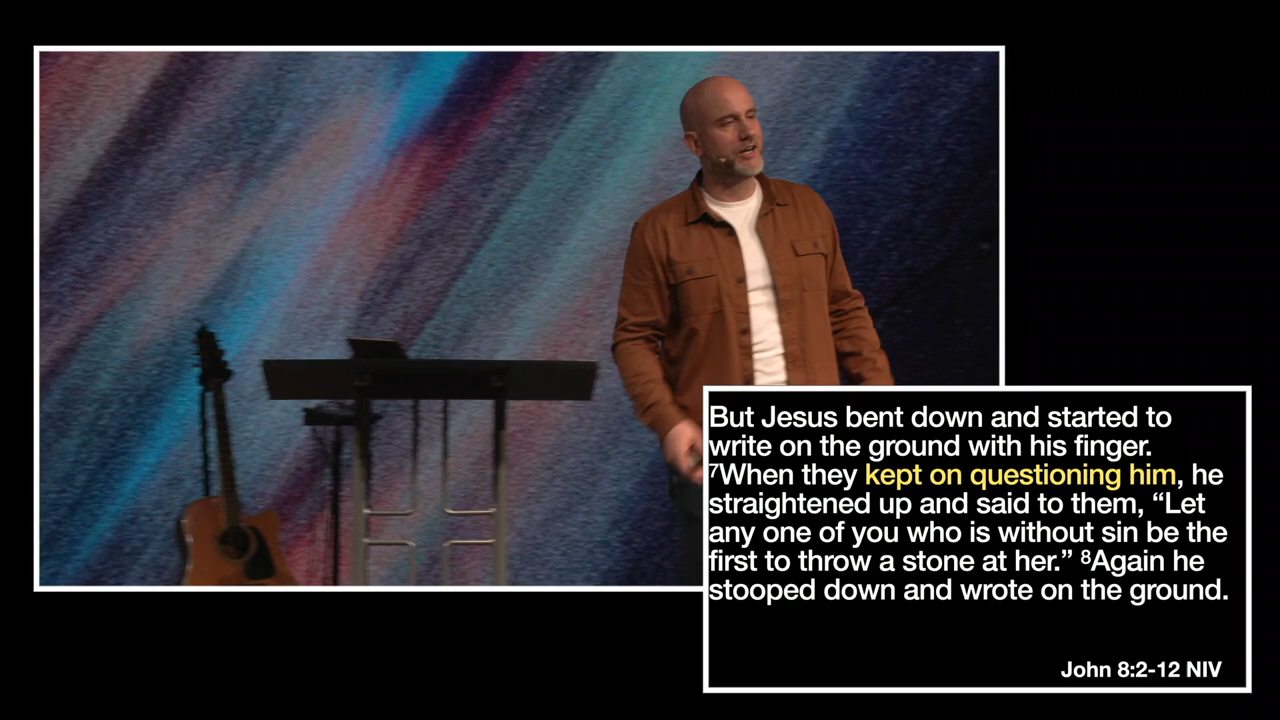 But Jesus bent down and started to
write on the ground with his finger.
⁷When they kept on questioning him, he
straightened up and said to them, “Let
any one of you who is without sin be the
first to throw a stone at her.” ⁸Again he
stooped down and wrote on the ground.
John 8:2-12 NIV